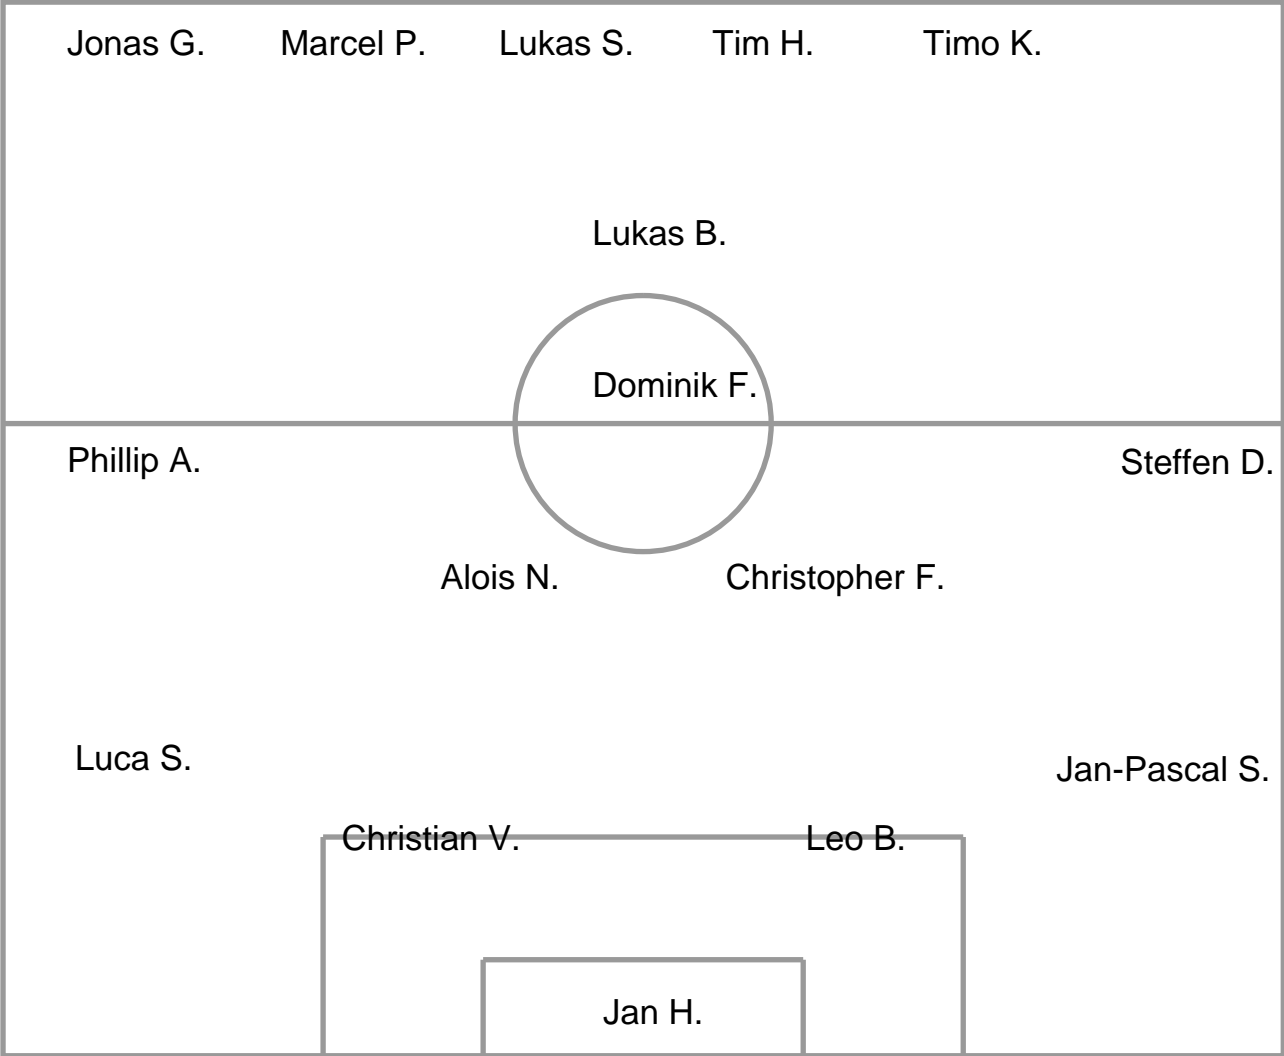 Jonas G. Marcel P. Lukas S. Tim H. Timo K.
Lukas B.
Dominik F.
Phillip A. Steffen D.
Alois N. Christopher F.
Luca S. Jan-Pascal S.
Christian V. Leo B.
Jan H.